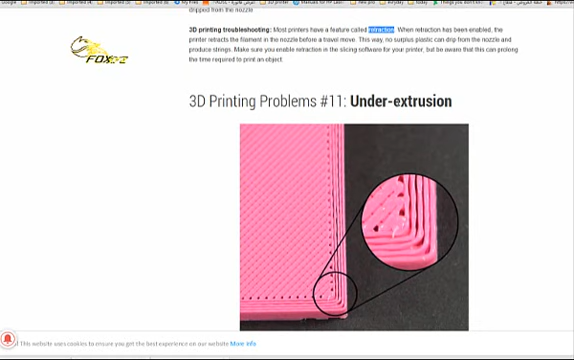 dripped from the nozzle
3D printing troubleshooting: Most printers have a feature called retraction. When retraction has been enabled, the
printer retracts the filament in the nozzle before a travel move. This way, no surplus plastic can drip from the nozzle and
produce strings. Make sure you enable retraction in the slicing software for your printer, but be aware that this can prolong
the time required to print an object.
FOX
3D Printing Problems #11: Under-extrusion
This website uses cookies to ensure you get the best experience on our website More info